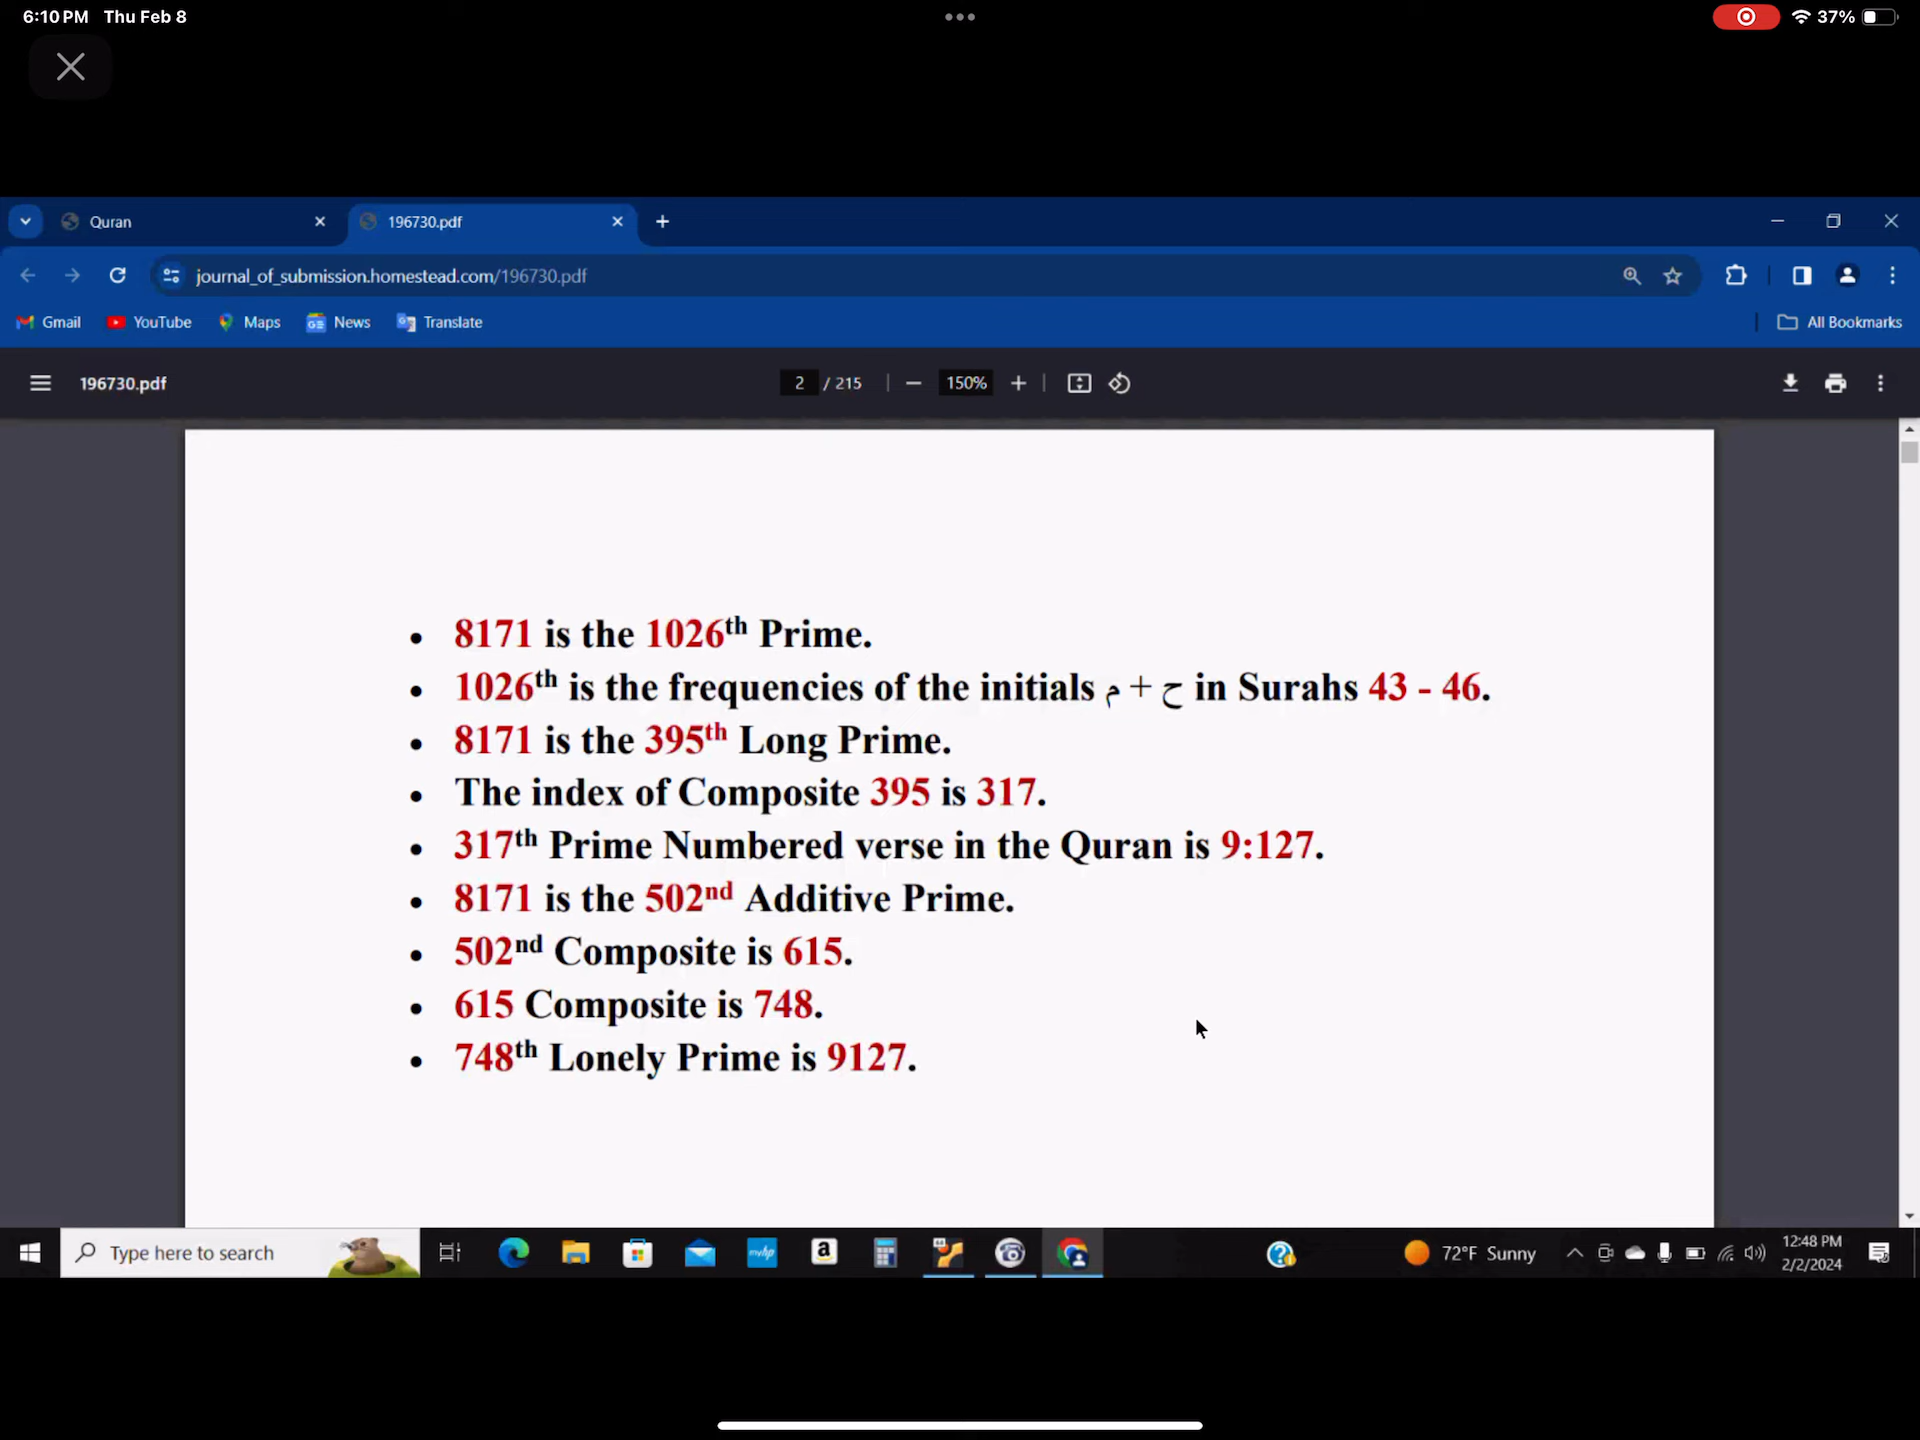 6:10 PM Thu Feb 8
37%
Quran
196730.pdf
journal_of_submission.homestead.com/196730.pdf
Gmail YouTube Maps News Translate All Bookmarks
196730.pdf 2 / 215 150%
• 8171 is the 1026th Prime.
• 1026th is the frequencies of the initials م + ح in Surahs 43 - 46.
• 8171 is the 395th Long Prime.
• The index of Composite 395 is 317.
• 317th Prime Numbered verse in the Quran is 9:127.
• 8171 is the 502nd Additive Prime.
• 502nd Composite is 615.
• 615 Composite is 748.
• 748th Lonely Prime is 9127.
Type here to search
myhp
a
72°F Sunny
12:48 PM
2/2/2024